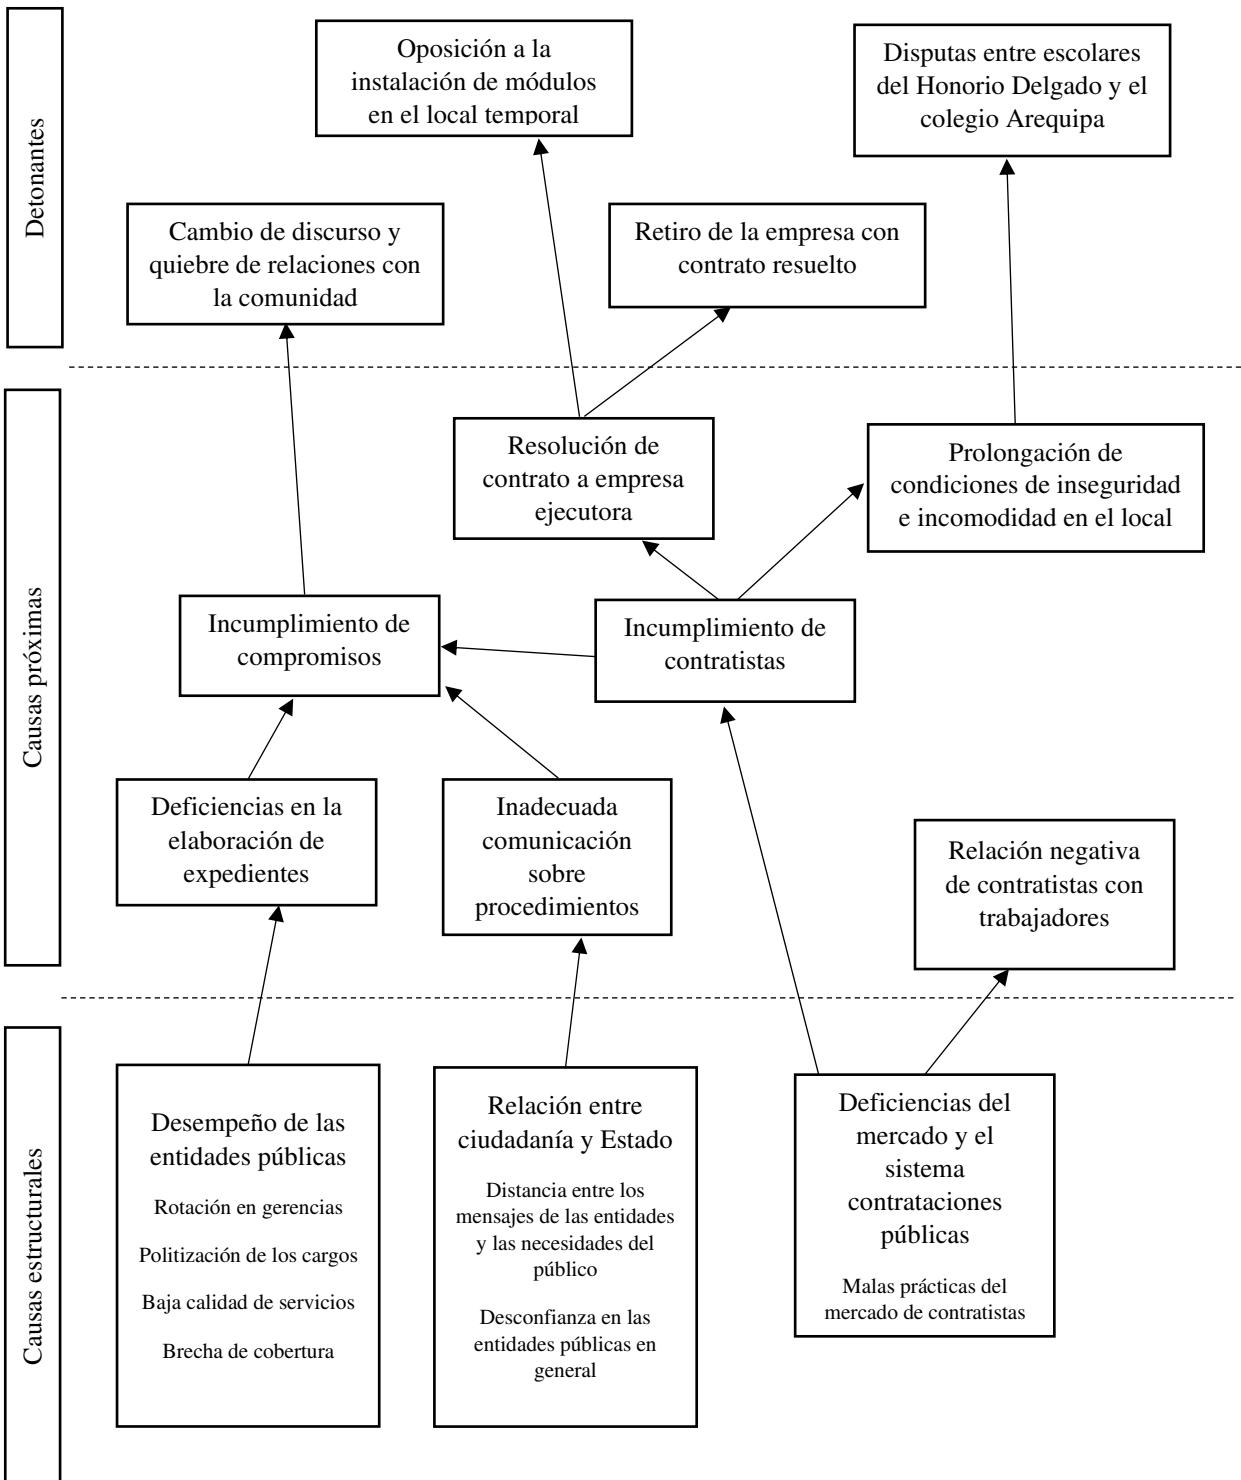 Detonantes
Oposición a la
instalación de módulos
en el local temporal
Disputas entre escolares
del Honorio Delgado y el
colegio Arequipa
Cambio de discurso y
quiebre de relaciones con
la comunidad
Retiro de la empresa con
contrato resuelto
Causas próximas
Resolución de
contrato a empresa
ejecutora
Prolongación de
condiciones de inseguridad
e incomodidad en el local
Incumplimiento de
compromisos
Incumplimiento de
contratistas
Deficiencias en la
elaboración de
expedientes
Inadecuada
comunicación
sobre
procedimientos
Relación negativa
de contratistas con
trabajadores
Causas estructurales
Desempeño de las
entidades públicas
Rotación en gerencias
Politización de los cargos
Baja calidad de servicios
Brecha de cobertura
Relación entre
ciudadanía y Estado
Distancia entre los
mensajes de las entidades
y las necesidades del
público
Desconfianza en las
entidades públicas en
general
Deficiencias del
mercado y el
sistema
contrataciones
públicas
Malas prácticas del
mercado de contratistas